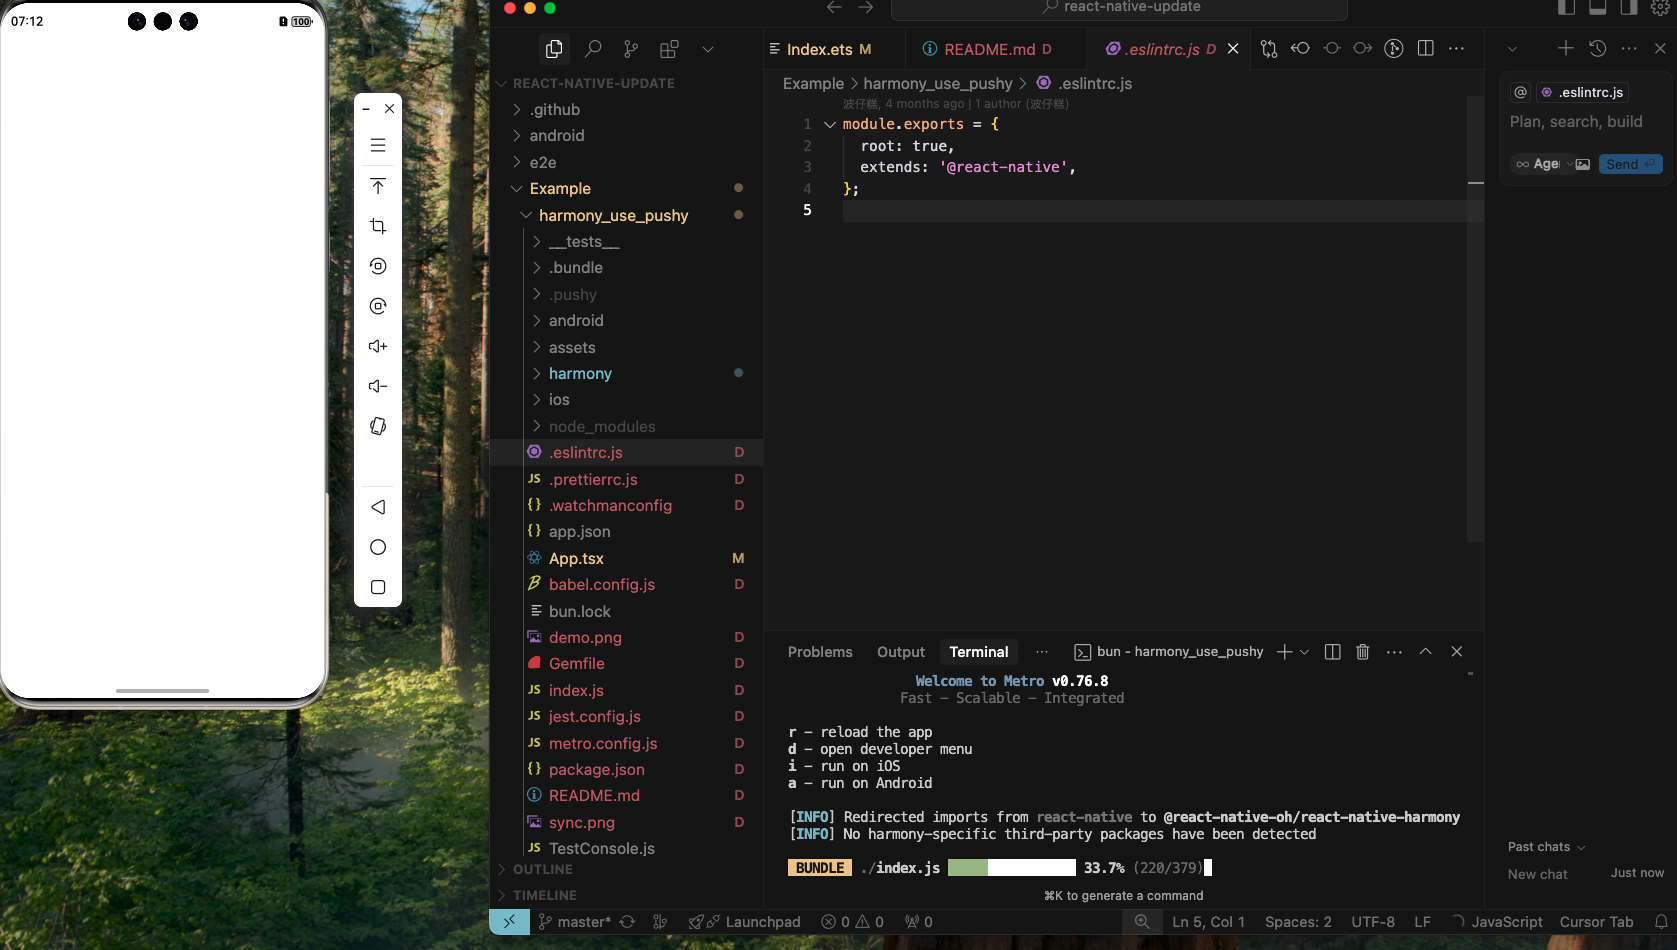 07:12
100
react-native-update
Index.ets M
README.md D
.eslintrc.js D
Example > harmony_use_pushy > .eslintrc.js
波仔糕, 4 months ago | 1 author (波仔糕)
1 module.exports = {
2 root: true,
3 extends: '@react-native',
4 };
5
REACT-NATIVE-UPDATE
.github
android
e2e
Example
harmony_use_pushy
__tests__
.bundle
.pushy
android
assets
harmony
ios
node_modules
.eslintrc.js D
JS .prettierrc.js D
{} .watchmanconfig D
{} app.json
App.tsx M
babel.config.js D
bun.lock
demo.png D
Gemfile D
JS index.js D
JS jest.config.js D
JS metro.config.js D
{} package.json D
README.md D
sync.png D
JS TestConsole.js
OUTLINE
TIMELINE
Problems Output Terminal ··· bun - harmony_use_pushy
Welcome to Metro v0.76.8
Fast - Scalable - Integrated
r - reload the app
d - open developer menu
i - run on iOS
a - run on Android
[INFO] Redirected imports from react-native to @react-native-oh/react-native-harmony
[INFO] No harmony-specific third-party packages have been detected
BUNDLE ./index.js 33.7% (220/379)
⌘K to generate a command
@ .eslintrc.js
Plan, search, build
∞ Age
Send
Past chats
New chat Just now
master* Launchpad 0 0 0 Ln 5, Col 1 Spaces: 2 UTF-8 LF JavaScript Cursor Tab